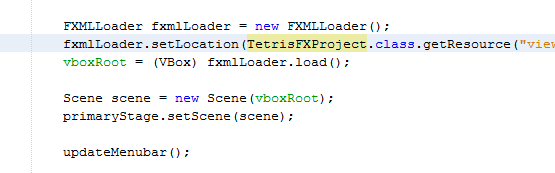 FXMLLoader fxmlLoader = new FXMLLoader();
fxmlLoader.setLocation(TetrisFXProject.class.getResource("view
vboxRoot = (VBox) fxmlLoader.load();
Scene scene = new Scene(vboxRoot);
primaryStage.setScene(scene);
updateMenubar();